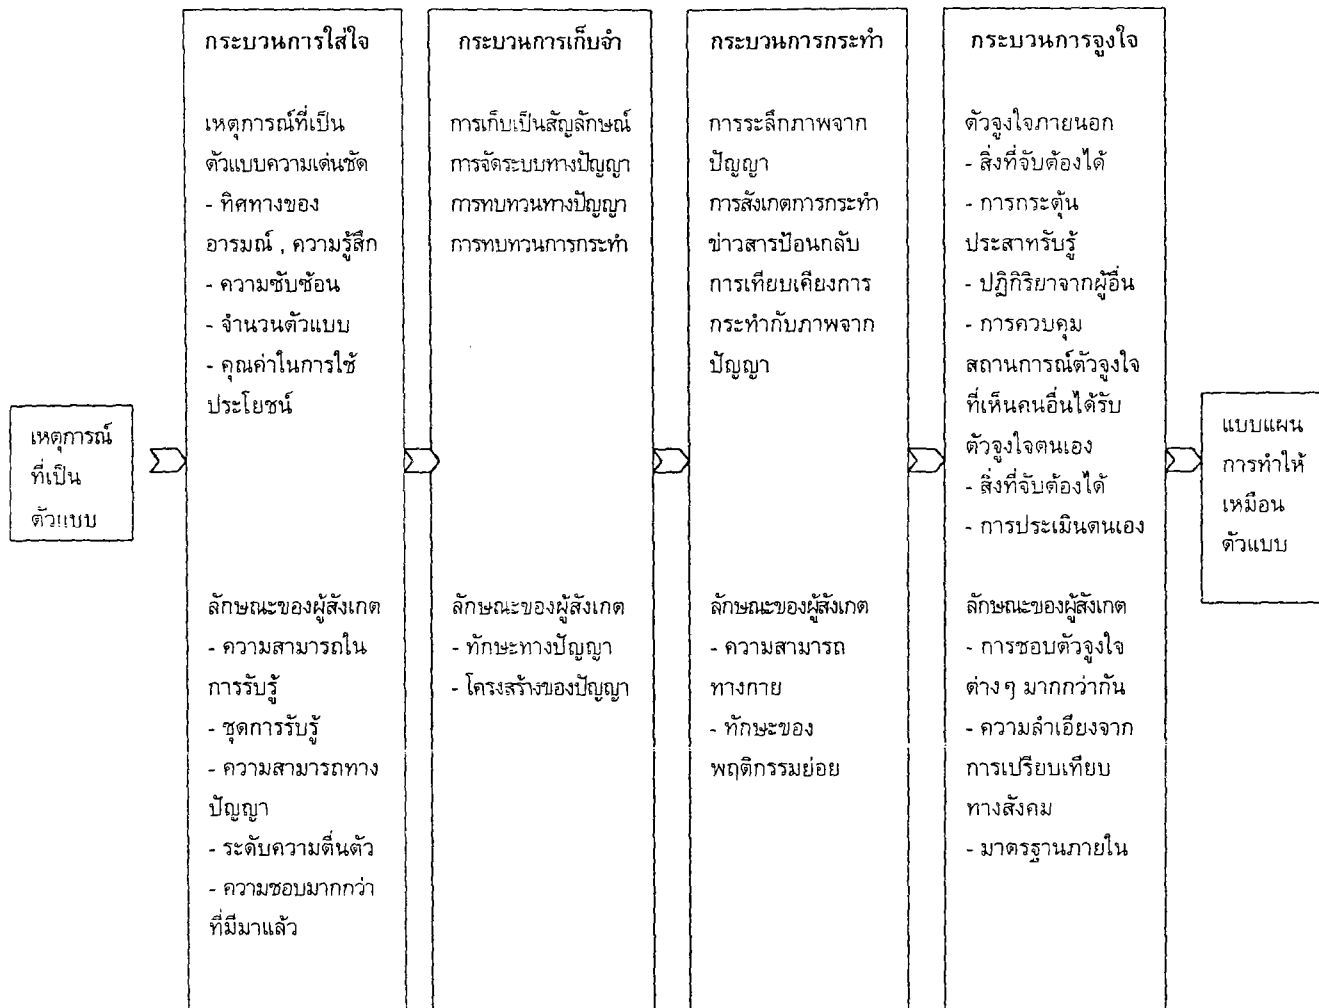 เหตุการณ์
ที่เป็น
ตัวแบบ
กระบวนการใส่ใจ
เหตุการณ์ที่เป็น
ตัวแบบความเด่นชัด
- ทิศทางของ
อารมณ์ , ความรู้สึก
- ความซับซ้อน
- จำนวนตัวแบบ
- คุณค่าในการใช้
ประโยชน์
ลักษณะของผู้สังเกต
- ความสามารถใน
การรับรู้
- ชุดการรับรู้
- ความสามารถทาง
ปัญญา
- ระดับความตื่นตัว
- ความชอบมากกว่า
ที่มีมาแล้ว
กระบวนการเก็บจำ
การเก็บเป็นสัญลักษณ์
การจัดระบบทางปัญญา
การทบทวนทางปัญญา
การทบทวนการกระทำ
ลักษณะของผู้สังเกต
- ทักษะทางปัญญา
- โครงสร้างของปัญญา
กระบวนการกระทำ
การระลึกภาพจาก
ปัญญา
การสังเกตการกระทำ
ข่าวสารป้อนกลับ
การเทียบเคียงการ
กระทำกับภาพจาก
ปัญญา
ลักษณะของผู้สังเกต
- ความสามารถ
ทางกาย
- ทักษะของ
พฤติกรรมย่อย
กระบวนการจูงใจ
ตัวจูงใจภายนอก
- สิ่งที่จับต้องได้
- การกระตุ้น
ประสาทรับรู้
- ปฏิกิริยาจากผู้อื่น
- การควบคุม
สถานการณ์ตัวจูงใจ
ที่เห็นคนอื่นได้รับ
ตัวจูงใจตนเอง
- สิ่งที่จับต้องได้
- การประเมินตนเอง
ลักษณะของผู้สังเกต
- การชอบตัวจูงใจ
ต่าง ๆ มากกว่ากัน
- ความลำเอียงจาก
การเปรียบเทียบ
ทางสังคม
- มาตรฐานภายใน
แบบแผน
การทำให้
เหมือน
ตัวแบบ